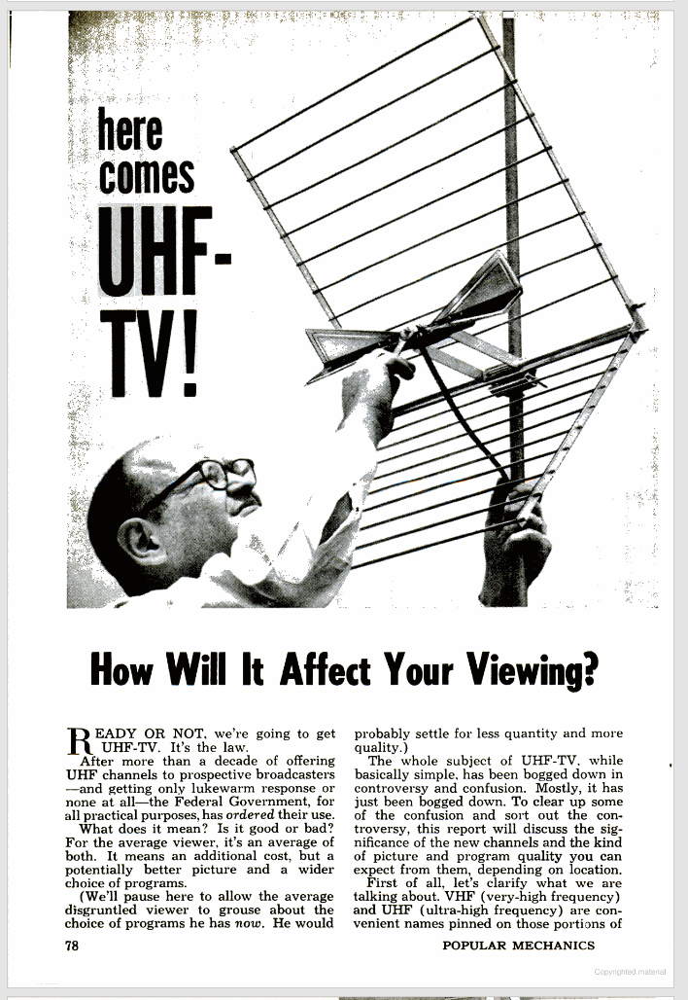 here
comes
UHF-
TV!
How Will It Affect Your Viewing?
READY OR NOT, we're going to get
UHF-TV. It's the law.
After more than a decade of offering
UHF channels to prospective broadcasters
—and getting only lukewarm response or
none at all—the Federal Government, for
all practical purposes, has ordered their use.
What does it mean? Is it good or bad?
For the average viewer, it's an average of
both. It means an additional cost, but a
potentially better picture and a wider
choice of programs.
(We'll pause here to allow the average
disgruntled viewer to grouse about the
choice of programs he has now. He would
probably settle for less quantity and more
quality.)
The whole subject of UHF-TV, while
basically simple, has been bogged down in
controversy and confusion. Mostly, it has
just been bogged down. To clear up some
of the confusion and sort out the con-
troversy, this report will discuss the sig-
nificance of the new channels and the kind
of picture and program quality you can
expect from them, depending on location.
First of all, let's clarify what we are
talking about. VHF (very-high frequency)
and UHF (ultra-high frequency) are con-
venient names pinned on those portions of
78
POPULAR MECHANICS
Copyrighted material